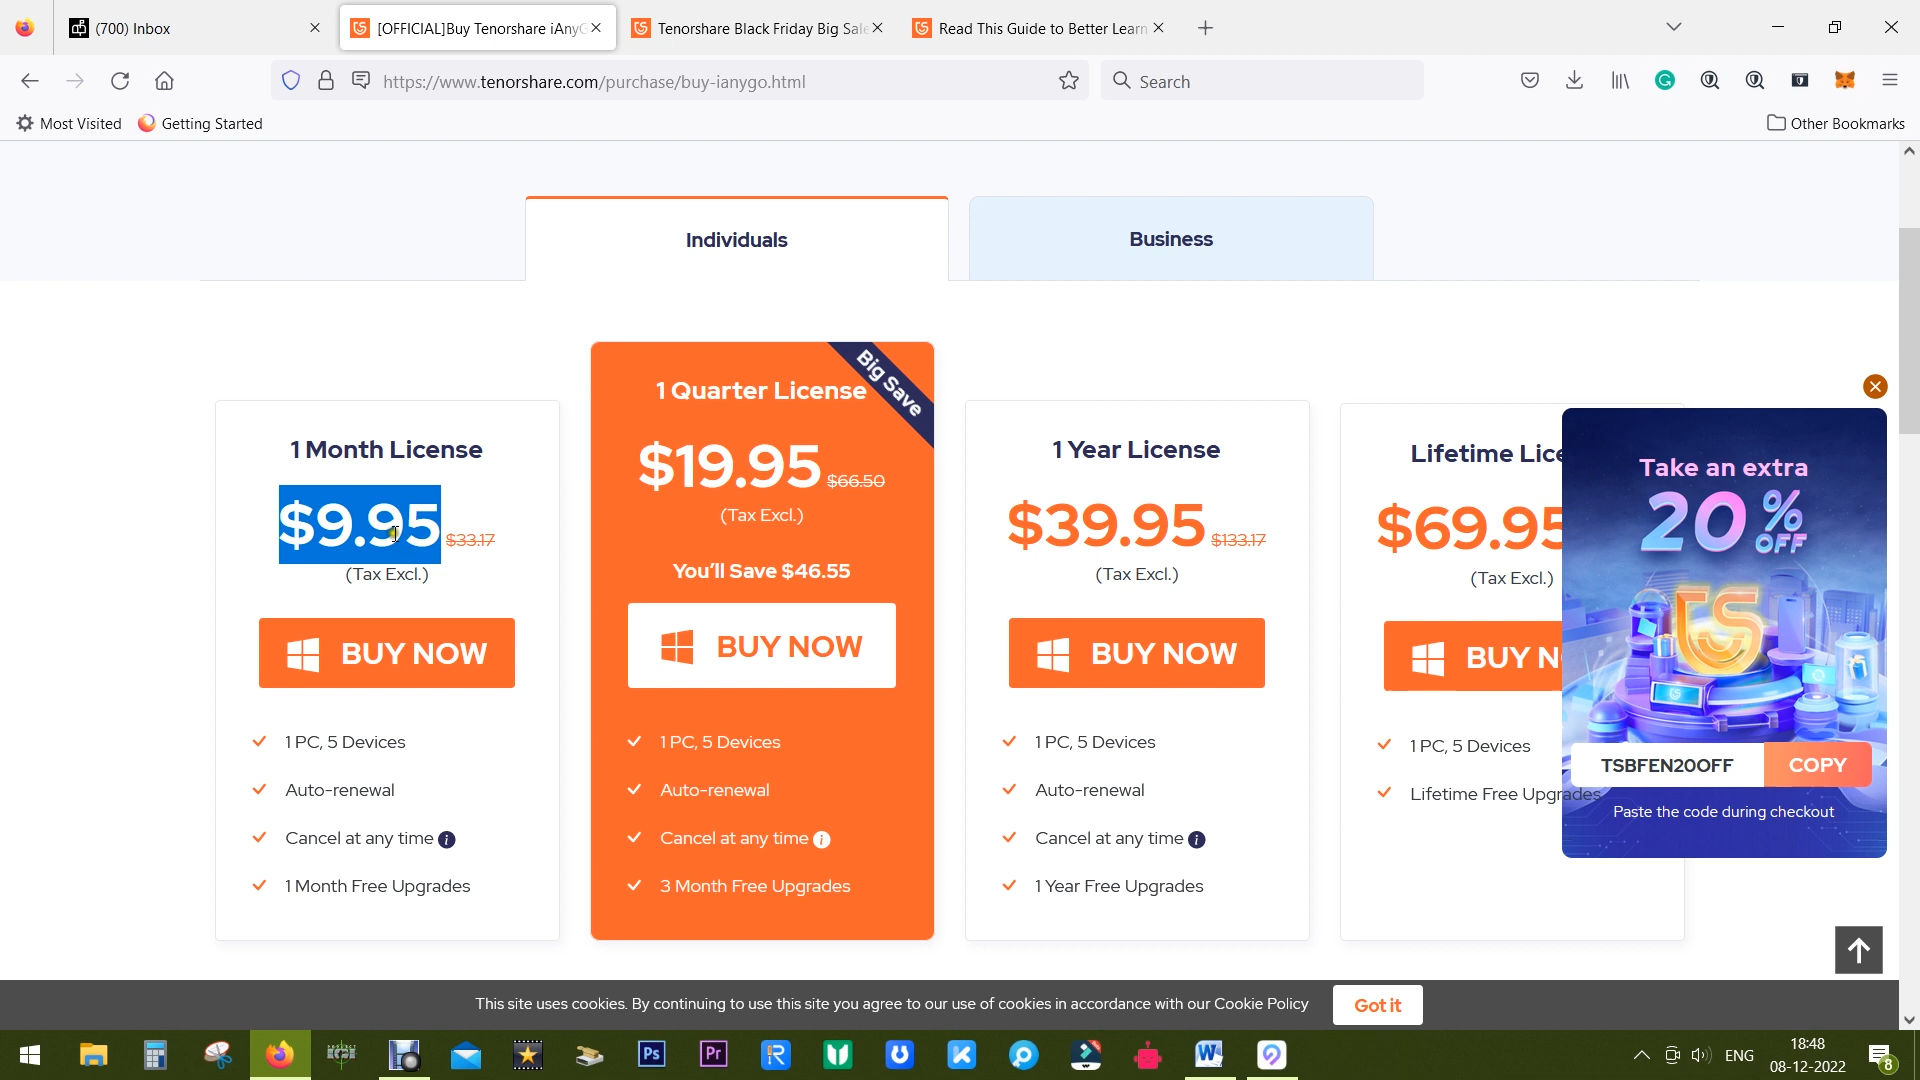 (700) Inbox
[OFFICIAL]Buy Tenorshare iAnyG
Tenorshare Black Friday Big Sale
Read This Guide to Better Learn
https://www.tenorshare.com/purchase/buy-ianygo.html
Search
Most Visited
Getting Started
Other Bookmarks
Individuals
Business
1 Month License
$9.95 $33.17
(Tax Excl.)
BUY NOW
1 PC, 5 Devices
Auto-renewal
Cancel at any time
1 Month Free Upgrades
Big Save
1 Quarter License
$19.95 $66.50
(Tax Excl.)
You'll Save $46.55
BUY NOW
1 PC, 5 Devices
Auto-renewal
Cancel at any time
3 Month Free Upgrades
1 Year License
$39.95 $133.17
(Tax Excl.)
BUY NOW
1 PC, 5 Devices
Auto-renewal
Cancel at any time
1 Year Free Upgrades
Lifetime Lice
$69.95
(Tax Excl.)
BUY N
1 PC, 5 Devices
Lifetime Free Upgrades
Take an extra
20% OFF
TSBFEN20OFF
COPY
Paste the code during checkout
This site uses cookies. By continuing to use this site you agree to our use of cookies in accordance with our Cookie Policy
Got it
Ps
Pr
ENG
18:48
08-12-2022
8